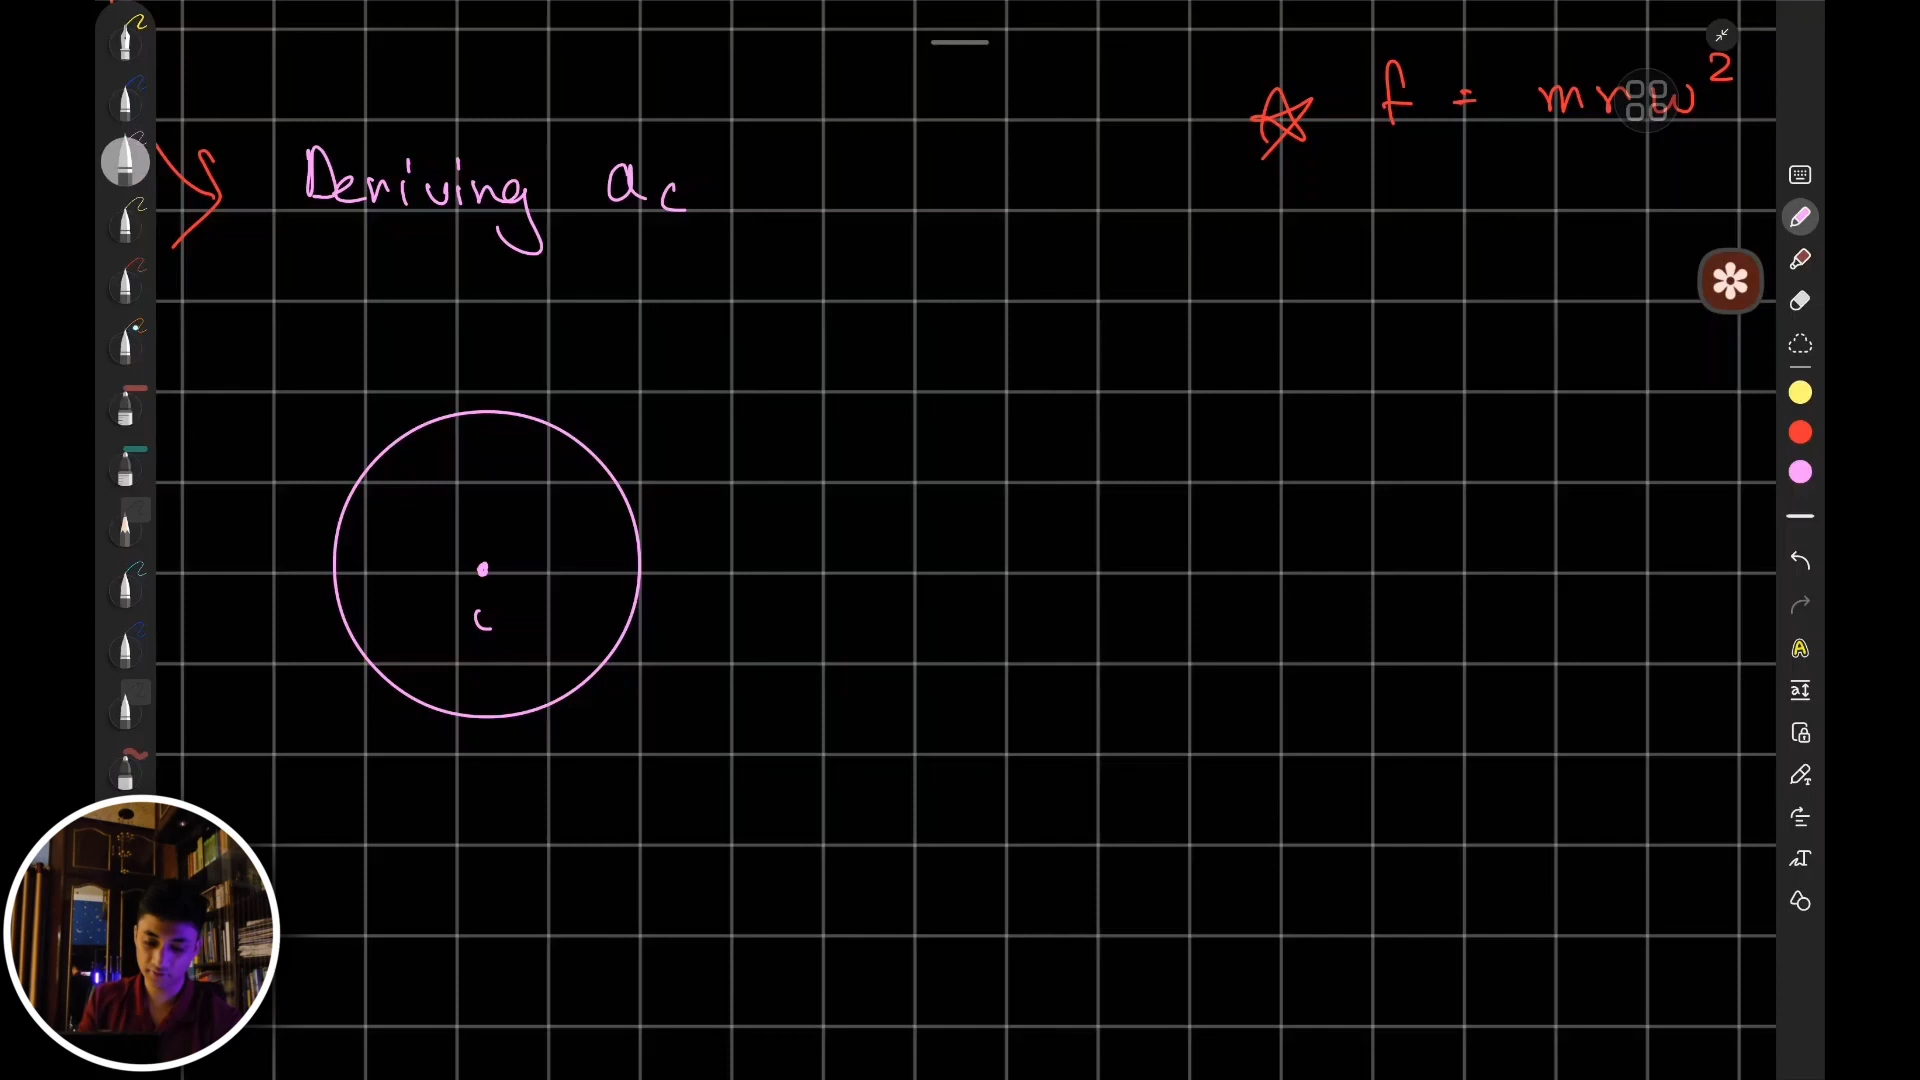 f = mrω²
Deriving a_c
c